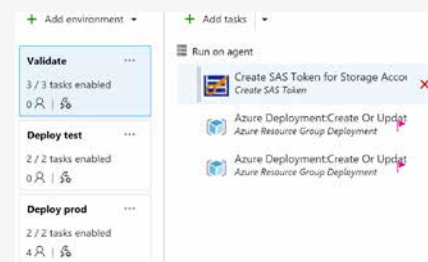 + Add environment
Validate ...
3 / 3 tasks enabled
0
Deploy test ...
2 / 2 tasks enabled
0
Deploy prod ...
2 / 2 tasks enabled
4
+ Add tasks
Run on agent
Create SAS Token for Storage Accou
Create SAS Token
Azure Deployment:Create Or Updat
Azure Resource Group Deployment
Azure Deployment:Create Or Updat
Azure Resource Group Deployment